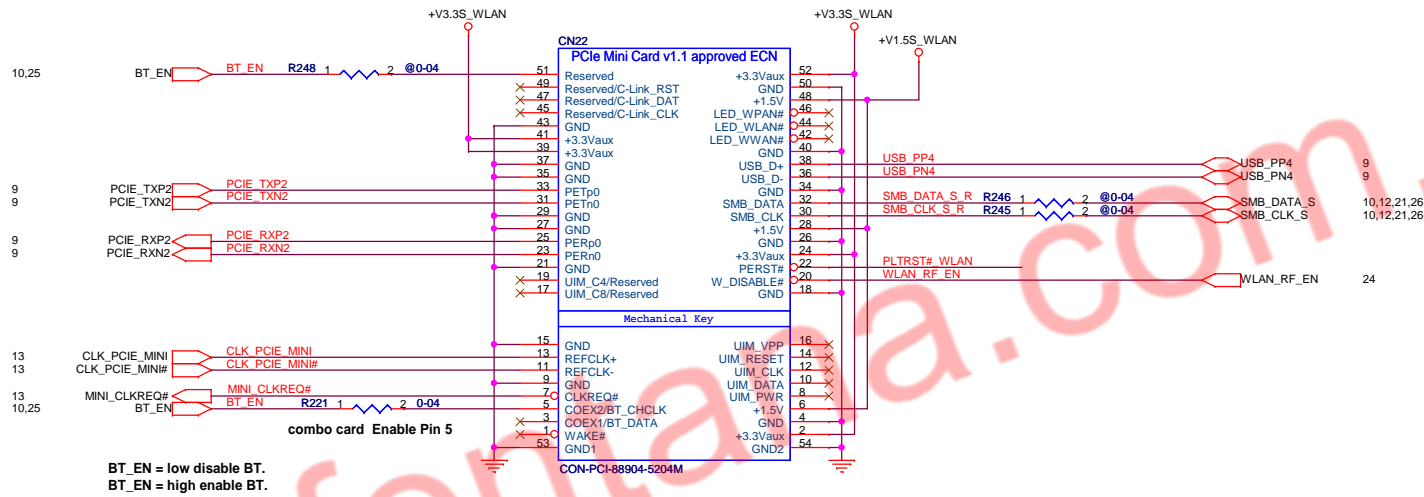 +V3.3S_WLAN
+V3.3S_WLAN
+V1.5S_WLAN
CN22
PCIe Mini Card v1.1 approved ECN
10,25 BT_EN BT_EN R248 1 2 @0-04 51 Reserved +3.3Vaux 52
49 Reserved/C-Link_RST GND 50
47 Reserved/C-Link_DAT +1.5V 48
45 Reserved/C-Link_CLK LED_WPAN# 46
43 GND LED_WLAN# 44
41 +3.3Vaux LED_WWAN# 42
39 +3.3Vaux GND 40
37 GND USB_D+ 38 USB_PP4 USB_PP4 9
35 GND USB_D- 36 USB_PN4 USB_PN4 9
9 PCIE_TXP2 PCIE_TXP2 33 PETp0 GND 34
9 PCIE_TXN2 PCIE_TXN2 31 PETn0 SMB_DATA 32 SMB_DATA_S_R R246 1 2 @0-04 SMB_DATA_S 10,12,21,26
29 GND SMB_CLK 30 SMB_CLK_S_R R245 1 2 @0-04 SMB_CLK_S 10,12,21,26
27 GND +1.5V 28
9 PCIE_RXP2 PCIE_RXP2 25 PERp0 GND 26
9 PCIE_RXN2 PCIE_RXN2 23 PERn0 +3.3Vaux 24
21 GND PERST# 22 PLTRST#_WLAN
19 UIM_C4/Reserved W_DISABLE# 20 WLAN_RF_EN WLAN_RF_EN 24
17 UIM_C8/Reserved GND 18
Mechanical Key
15 GND UIM_VPP 16
13 CLK_PCIE_MINI CLK_PCIE_MINI 13 REFCLK+ UIM_RESET 14
13 CLK_PCIE_MINI# CLK_PCIE_MINI# 11 REFCLK- UIM_CLK 12
9 GND UIM_DATA 10
13 MINI_CLKREQ# MINI_CLKREQ# 7 CLKREQ# UIM_PWR 8
10,25 BT_EN BT_EN R221 1 2 0-04 5 COEX2/BT_CHCLK +1.5V 6
3 COEX1/BT_DATA GND 4
combo card Enable Pin 5
1 WAKE# +3.3Vaux 2
53 GND1 GND2 54
CON-PCI-88904-5204M
BT_EN = low disable BT.
BT_EN = high enable BT.
fontana.com